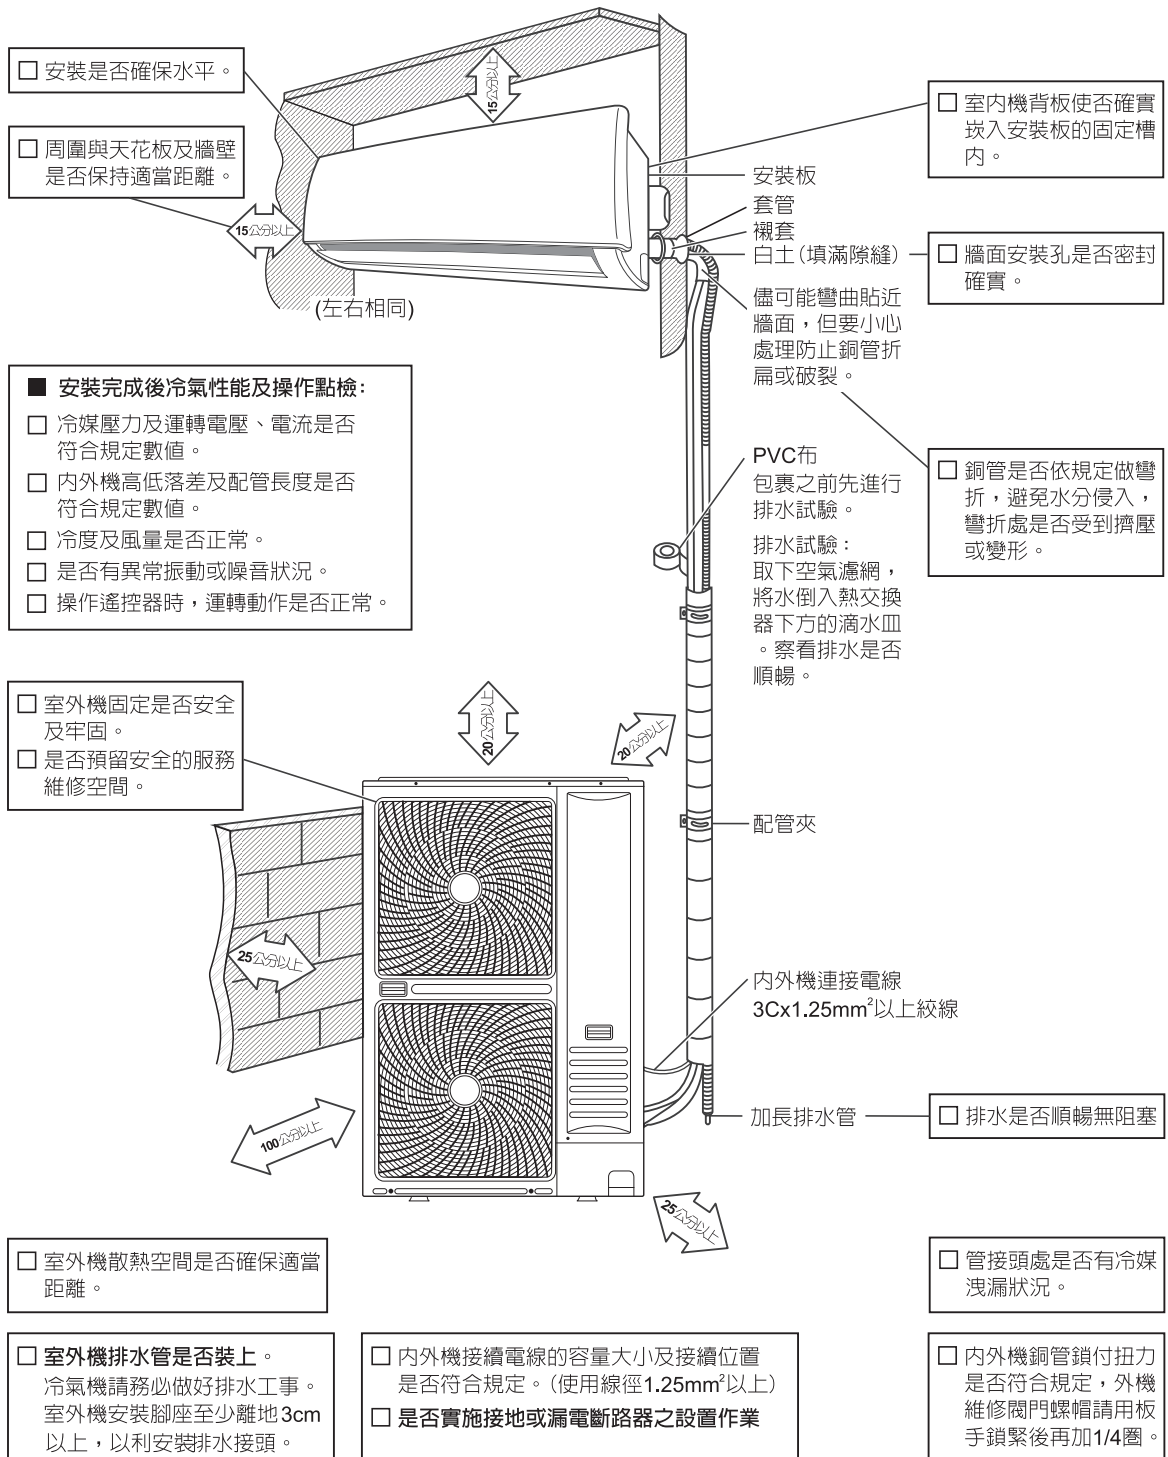 □ 安裝是否確保水平。
□ 周圍與天花板及牆壁
是否保持適當距離。
15公分以上
15公分以上
(左右相同)
□ 室內機背板使否確實
崁入安裝板的固定槽
內。
安裝板
套管
襯套
白土(填滿隙縫)
□ 牆面安裝孔是否密封
確實。
儘可能彎曲貼近
牆面，但要小心
處理防止銅管折
扁或破裂。
■ 安裝完成後冷氣性能及操作點檢:
□ 冷媒壓力及運轉電壓、電流是否
符合規定數值。
□ 內外機高低落差及配管長度是否
符合規定數值。
□ 冷度及風量是否正常。
□ 是否有異常振動或噪音狀況。
□ 操作遙控器時，運轉動作是否正常。
PVC布
包裹之前先進行
排水試驗。
排水試驗：
取下空氣濾網，
將水倒入熱交換
器下方的滴水皿
。察看排水是否
順暢。
□ 銅管是否依規定做彎
折，避免水分侵入，
彎折處是否受到擠壓
或變形。
□ 室外機固定是否安全
及牢固。
□ 是否預留安全的服務
維修空間。
20公分以上
20公分以上
配管夾
25公分以上
內外機連接電線
3Cx1.25mm²以上絞線
100公分以上
加長排水管
□ 排水是否順暢無阻塞
25公分以上
□ 室外機散熱空間是否確保適當
距離。
□ 管接頭處是否有冷媒
洩漏狀況。
□ 室外機排水管是否裝上。
冷氣機請務必做好排水工事。
室外機安裝腳座至少離地3cm
以上，以利安裝排水接頭。
□ 內外機接續電線的容量大小及接續位置
是否符合規定。(使用線徑1.25mm²以上)
□ 是否實施接地或漏電斷路器之設置作業
□ 內外機銅管鎖付扭力
是否符合規定，外機
維修閥門螺帽請用板
手鎖緊後再加1/4圈。